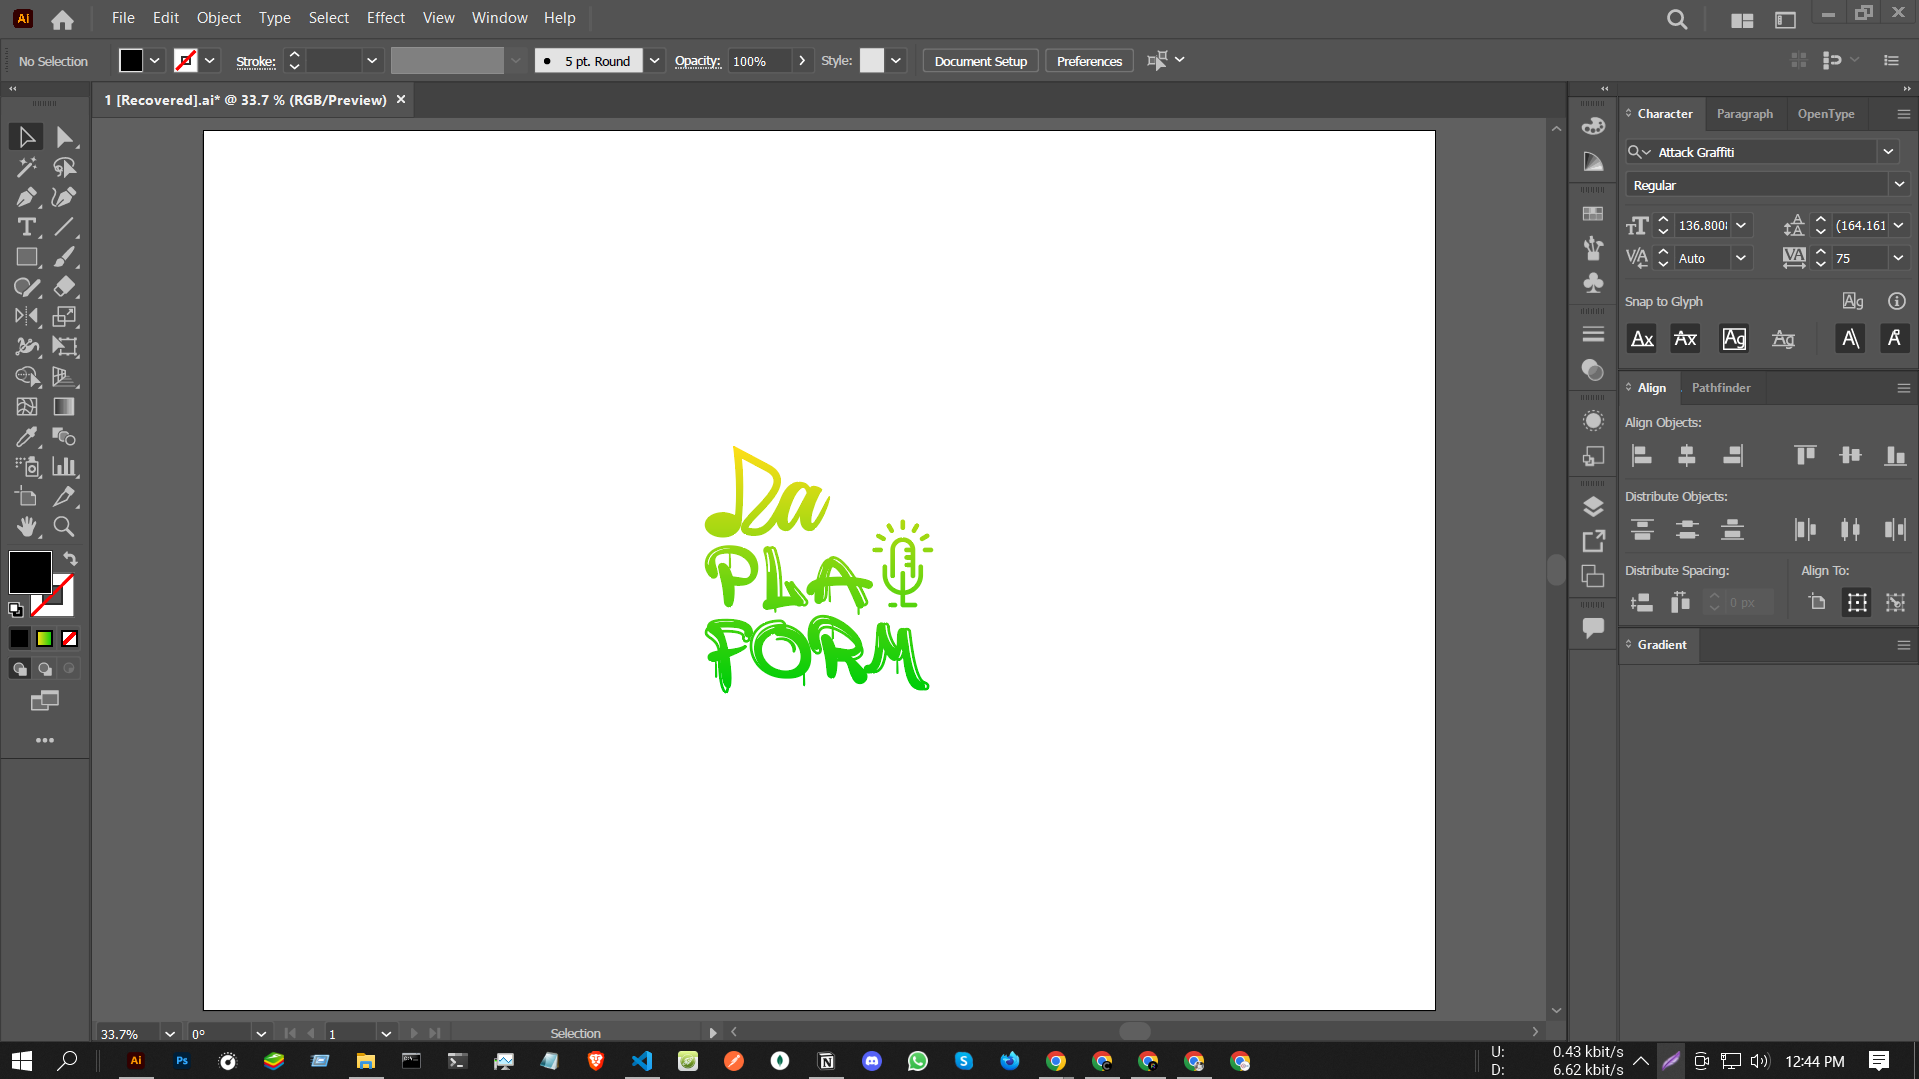 Ai File Edit Object Type Select Effect View Window Help
No Selection Stroke: 5 pt. Round Opacity: 100% Style: Document Setup Preferences
1 [Recovered].ai* @ 33.7 % (RGB/Preview) ×
Character Paragraph OpenType
Attack Graffiti
Regular
136.8008 (164.161
Auto 75
Snap to Glyph
Align Pathfinder
Align Objects:
Distribute Objects:
Distribute Spacing: Align To:
0 px
Gradient
Da
PLA
FORM
33.7% 0° 1 Selection
Ai Ps U: 0.43 kbit/s
D: 6.62 kbit/s
12:44 PM